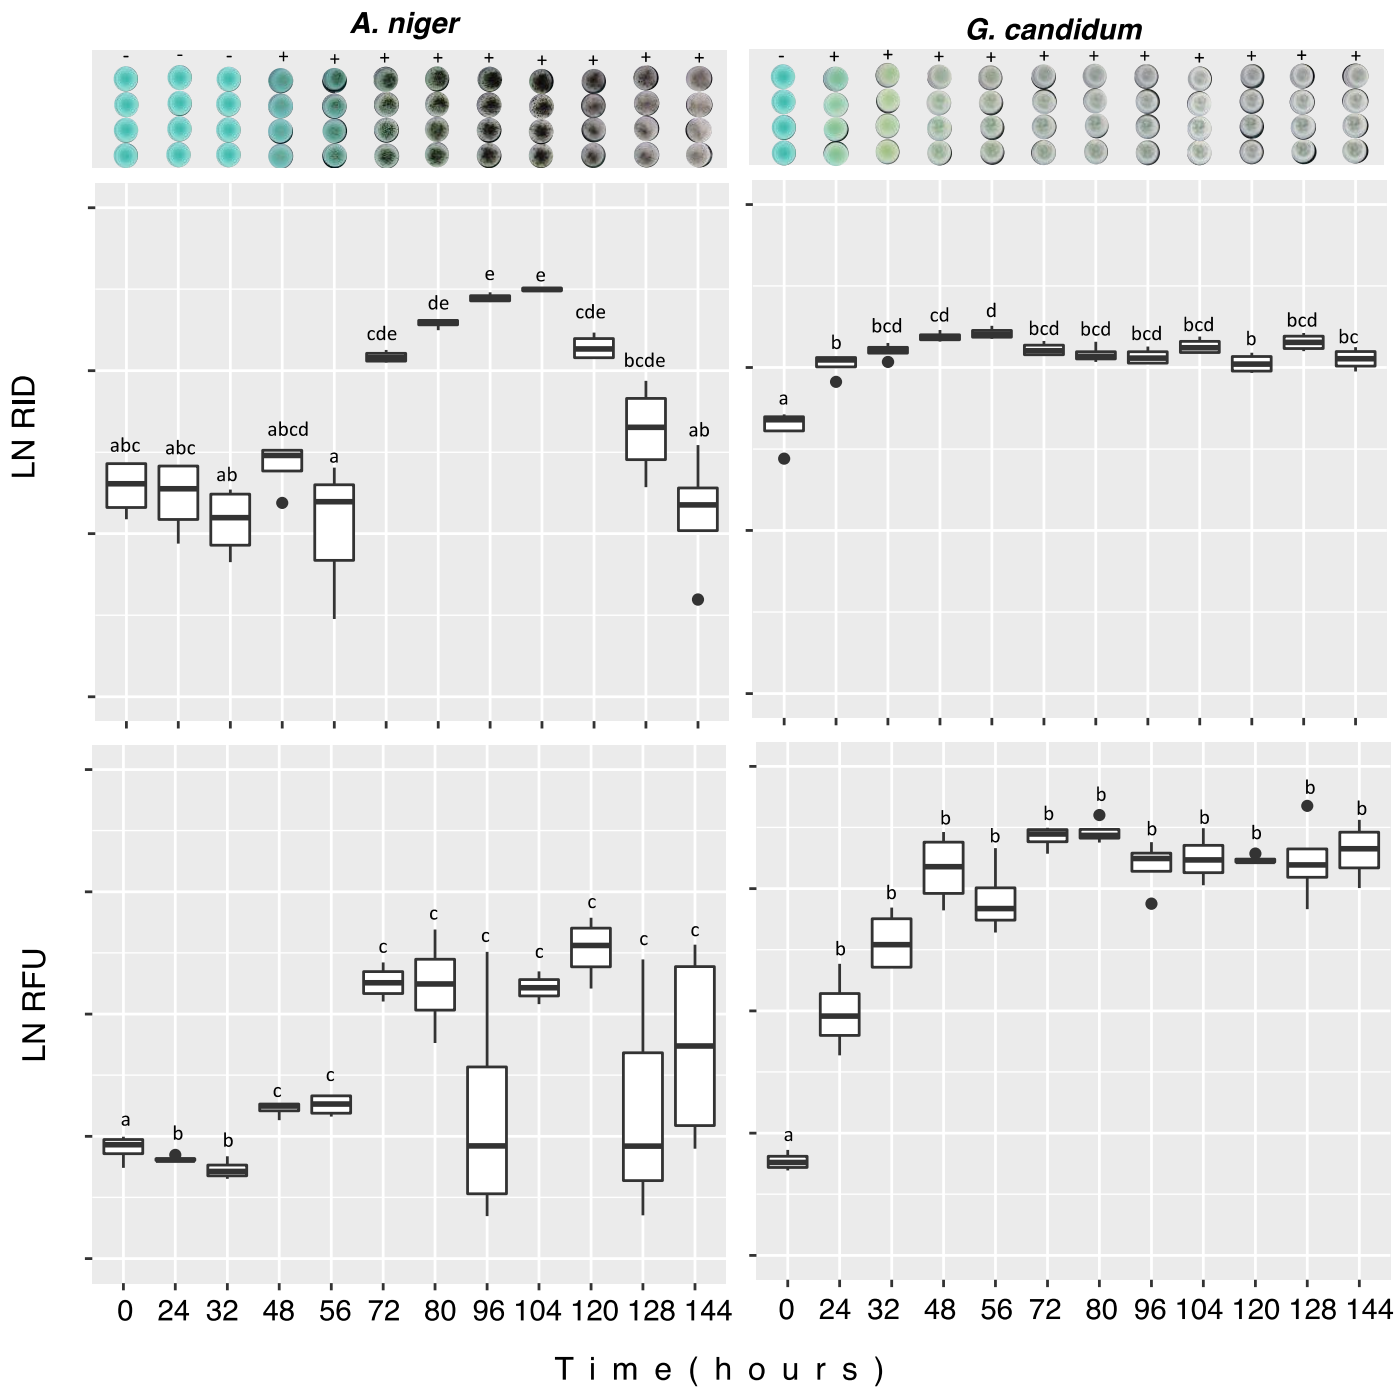 A. niger
G. candidum
- - - + + + + + + + + +
- + + + + + + + + + + +
LN RID
abc abc ab abcd a cde de e e cde bcde ab
a b bcd cd d bcd bcd bcd bcd b bcd bc
LN RFU
a b b c c c c c c c c c
a b b b b b b b b b b b
0 24 32 48 56 72 80 96 104 120 128 144
0 24 32 48 56 72 80 96 104 120 128 144
Time(hours)